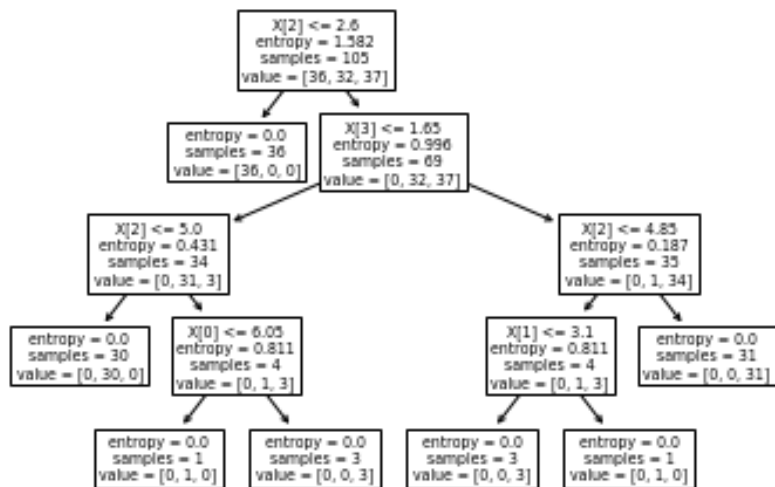 X[2] <= 2.6
entropy = 1.582
samples = 105
value = [36, 32, 37]
entropy = 0.0
samples = 36
value = [36, 0, 0]
X[3] <= 1.65
entropy = 0.996
samples = 69
value = [0, 32, 37]
X[2] <= 5.0
entropy = 0.431
samples = 34
value = [0, 31, 3]
X[2] <= 4.85
entropy = 0.187
samples = 35
value = [0, 1, 34]
entropy = 0.0
samples = 30
value = [0, 30, 0]
X[0] <= 6.05
entropy = 0.811
samples = 4
value = [0, 1, 3]
X[1] <= 3.1
entropy = 0.811
samples = 4
value = [0, 1, 3]
entropy = 0.0
samples = 31
value = [0, 0, 31]
entropy = 0.0
samples = 1
value = [0, 1, 0]
entropy = 0.0
samples = 3
value = [0, 0, 3]
entropy = 0.0
samples = 3
value = [0, 0, 3]
entropy = 0.0
samples = 1
value = [0, 1, 0]